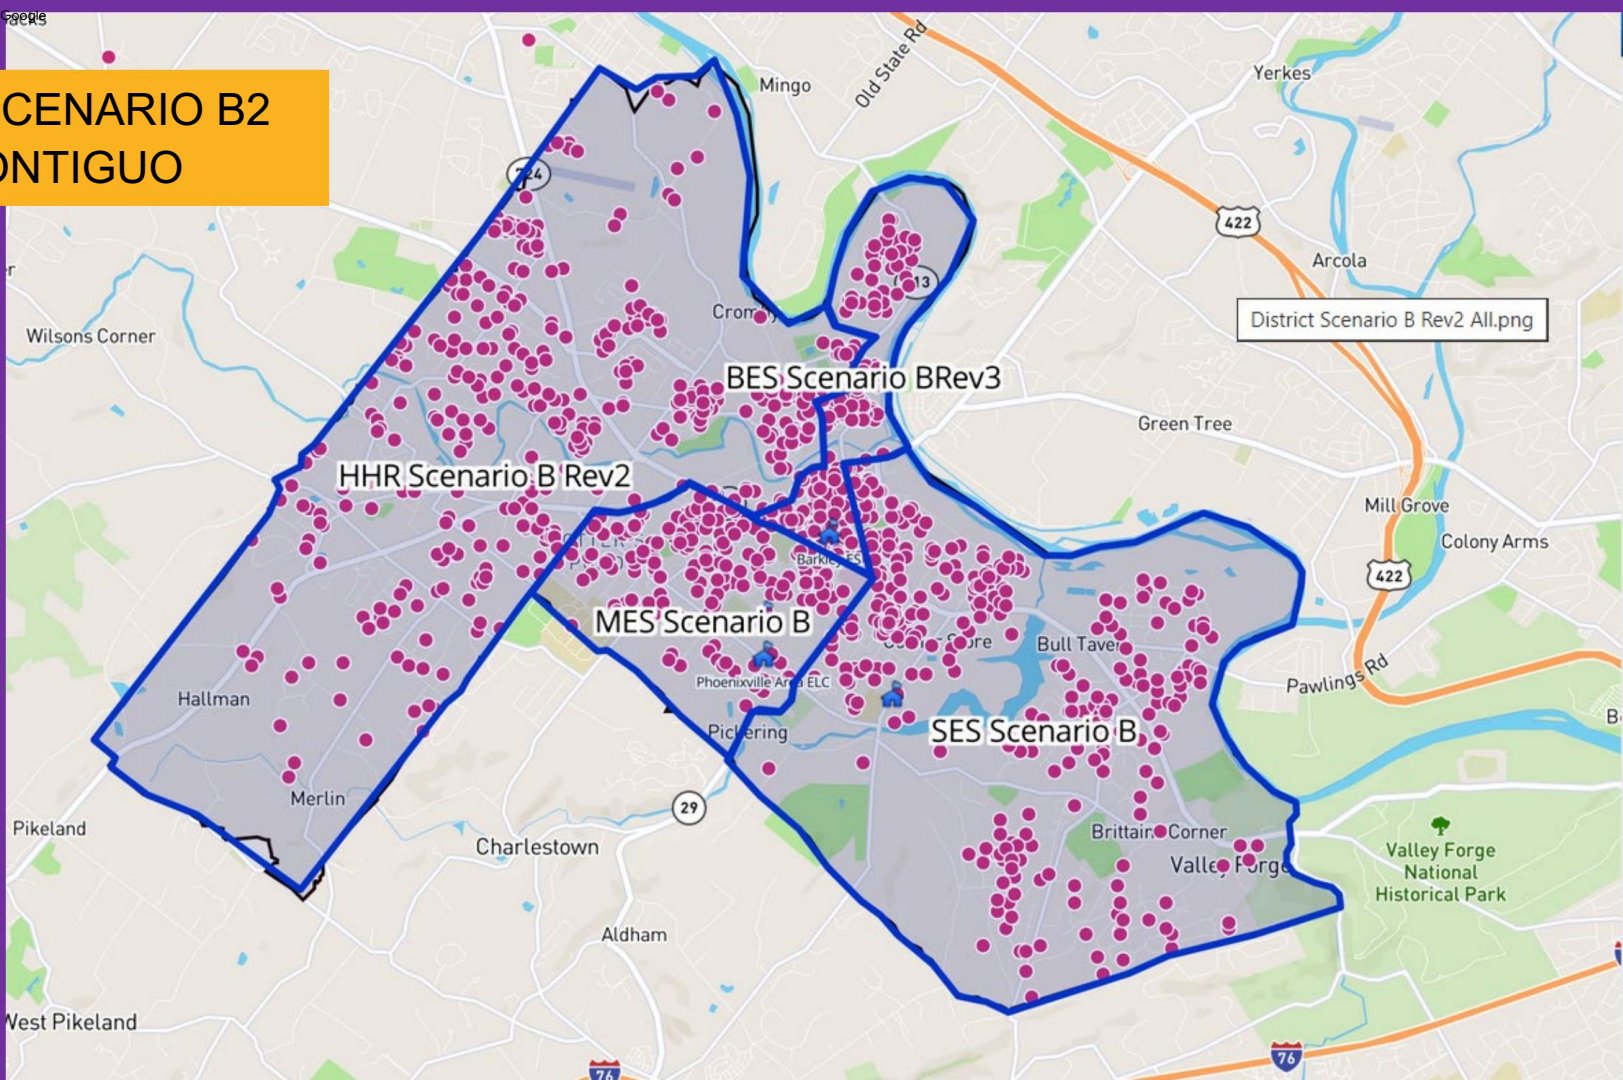 Google
CENARIO B2
ONTIGUO
Mingo
Old State Rd
Yerkes
422
Arcola
District Scenario B Rev2 All.png
Wilsons Corner
BES Scenario BRev3
Green Tree
HHR Scenario B Rev2
Mill Grove
Colony Arms
422
Barkley ES
MES Scenario B
Bull Taver
Phoenixville Area ELC
Pawlings Rd
Hallman
Pickering
SES Scenario B
Merlin
29
Pikeland
Charlestown
Brittain Corner
Valley Forge
Valley Forge
National
Historical Park
Aldham
West Pikeland
76
76